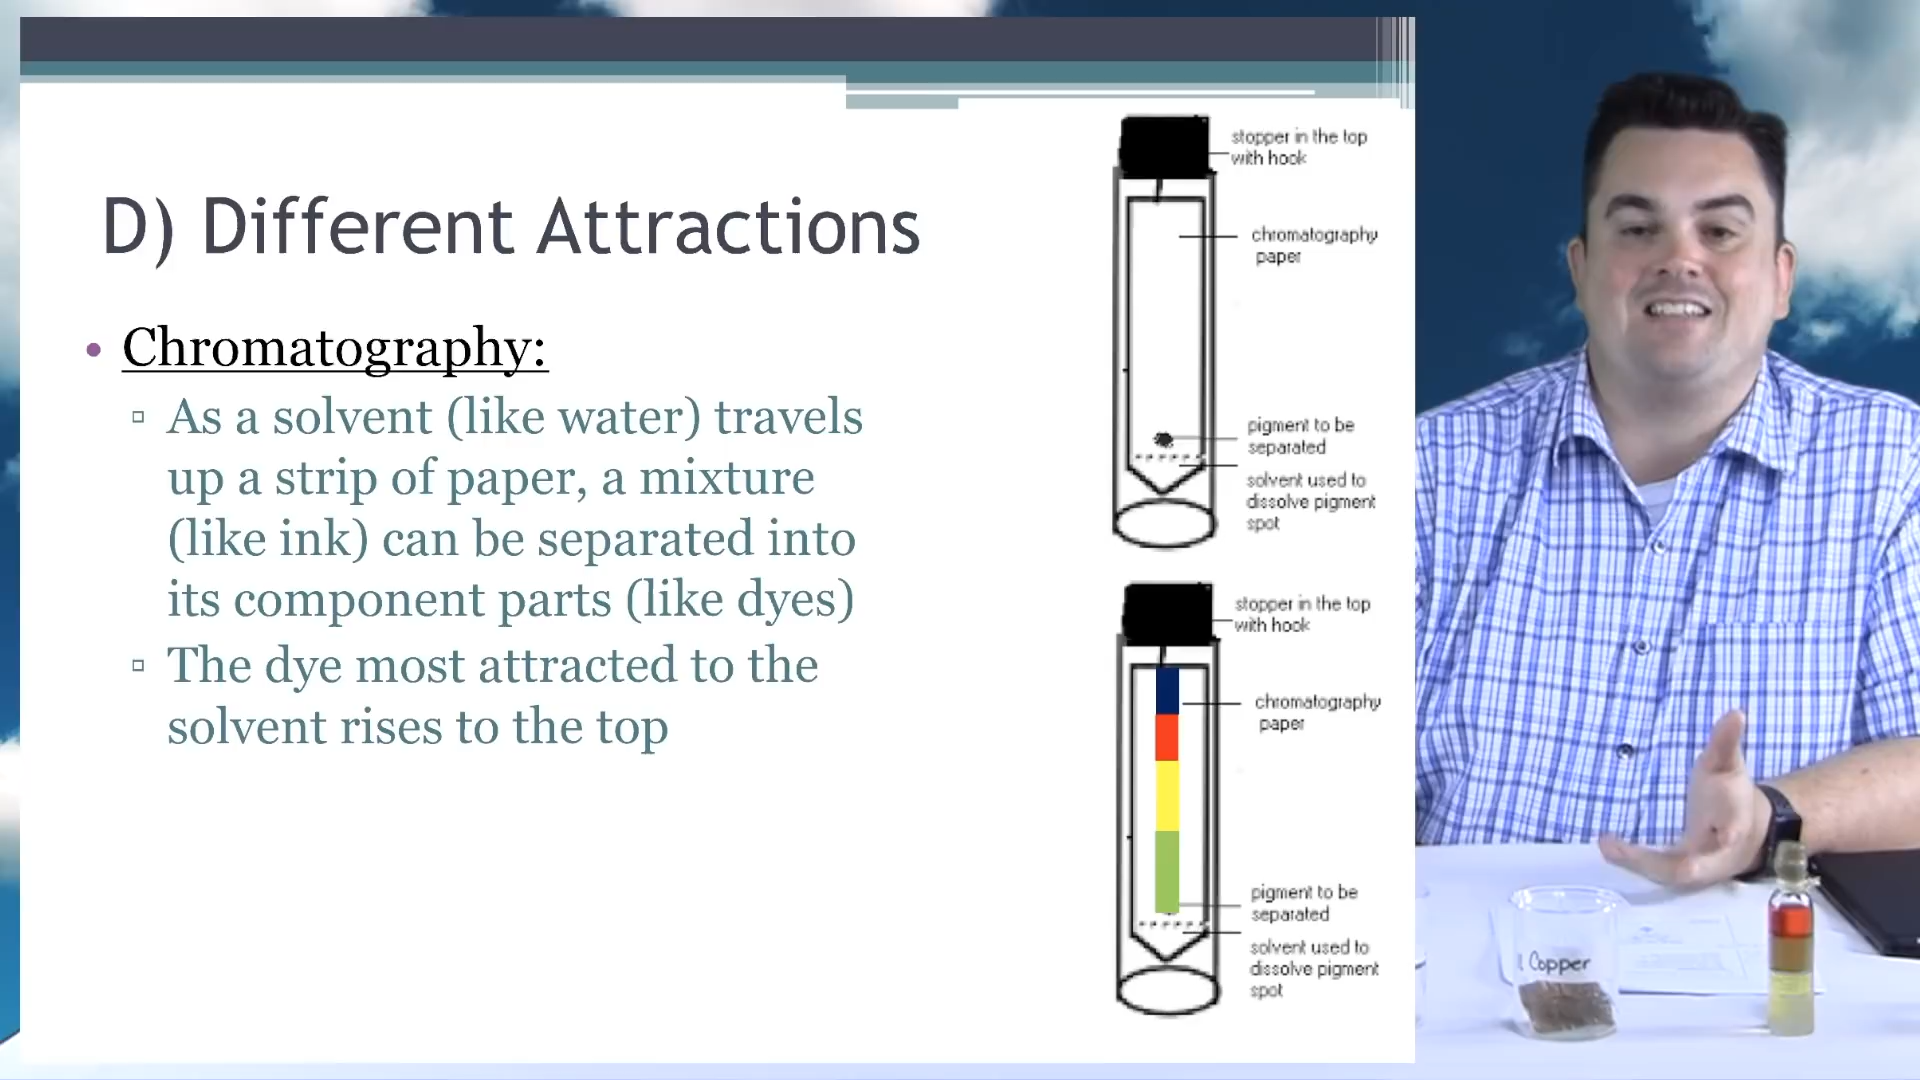 D) Different Attractions
• Chromatography:
▫ As a solvent (like water) travels
up a strip of paper, a mixture
(like ink) can be separated into
its component parts (like dyes)
▫ The dye most attracted to the
solvent rises to the top
stopper in the top
with hook
chromatography
paper
pigment to be
separated
solvent used to
dissolve pigment
spot
stopper in the top
with hook
chromatography
paper
pigment to be
separated
solvent used to
dissolve pigment
spot
Copper